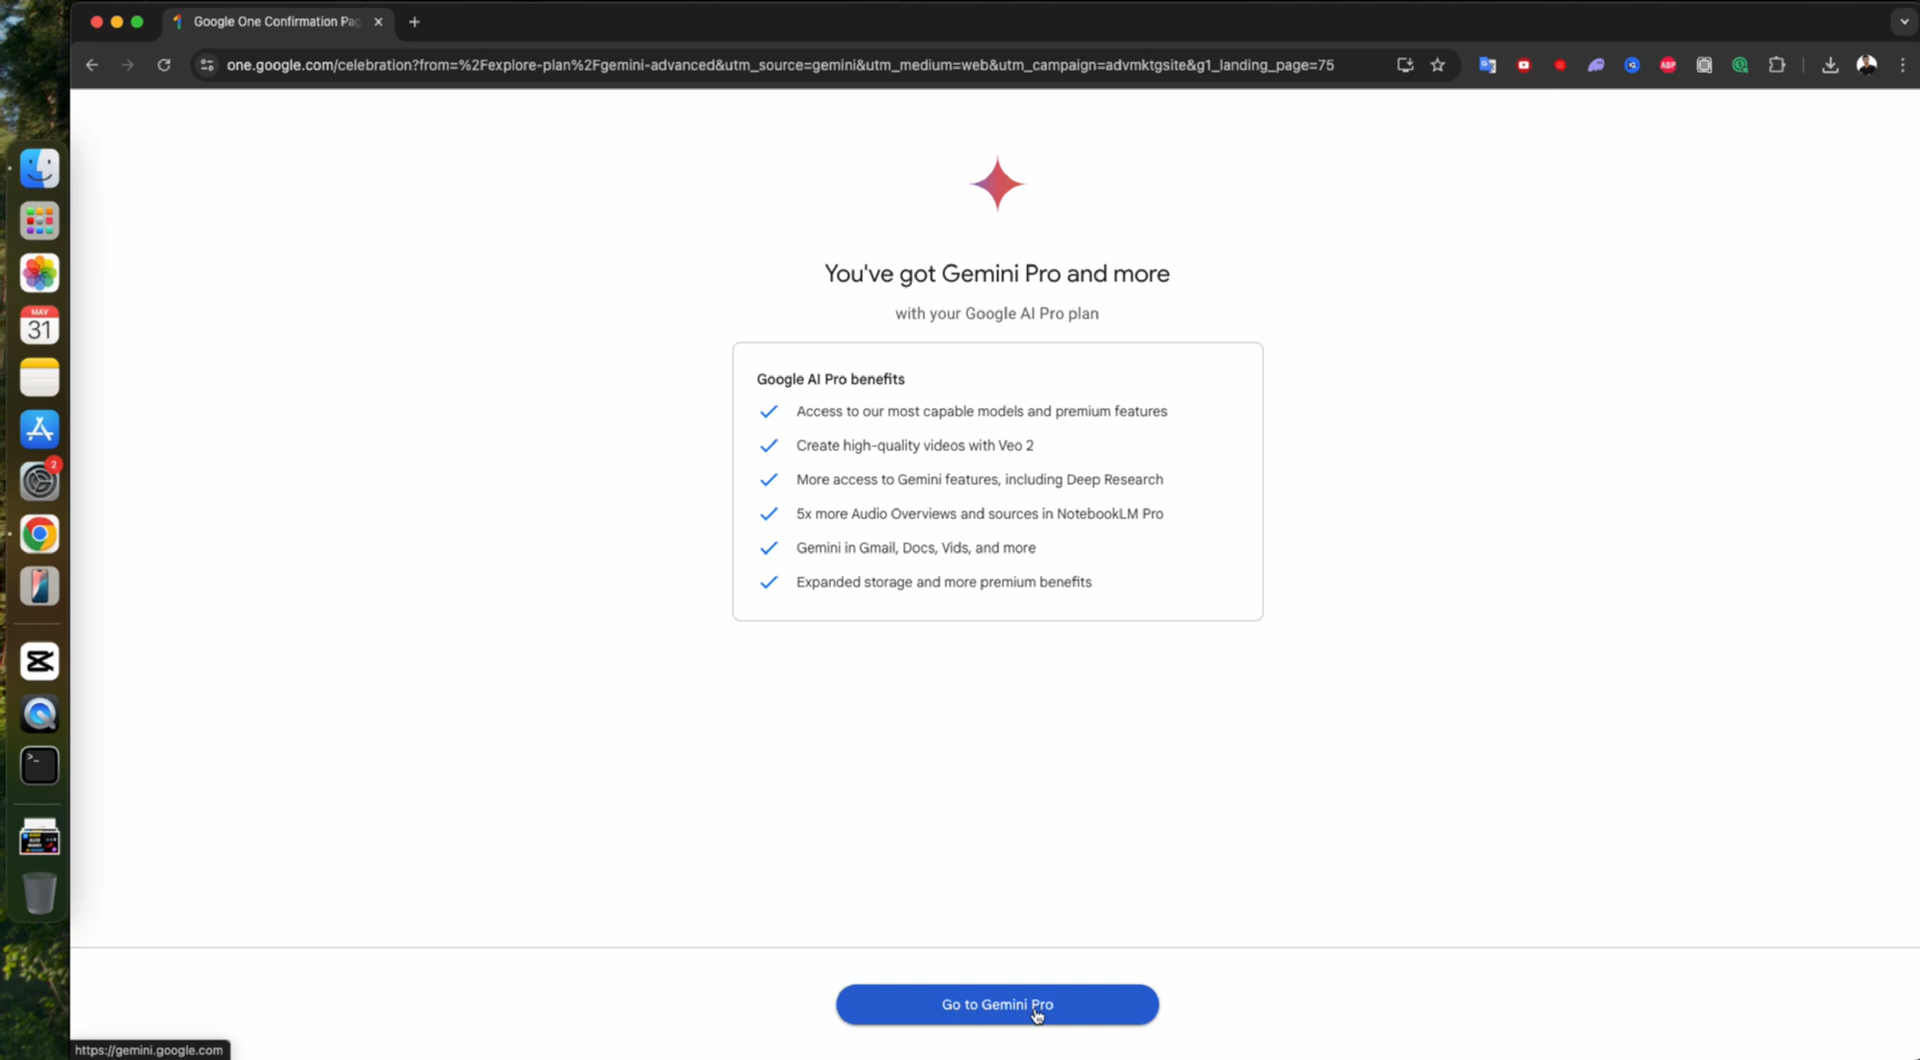 Google One Confirmation Pag
one.google.com/celebration?from=%2Fexplore-plan%2Fgemini-advanced&utm_source=gemini&utm_medium=web&utm_campaign=advmktgsite&g1_landing_page=75
ABP
MAY
31
2
>_
You've got Gemini Pro and more
with your Google AI Pro plan
Google AI Pro benefits
Access to our most capable models and premium features
Create high-quality videos with Veo 2
More access to Gemini features, including Deep Research
5x more Audio Overviews and sources in NotebookLM Pro
Gemini in Gmail, Docs, Vids, and more
Expanded storage and more premium benefits
Go to Gemini Pro
https://gemini.google.com